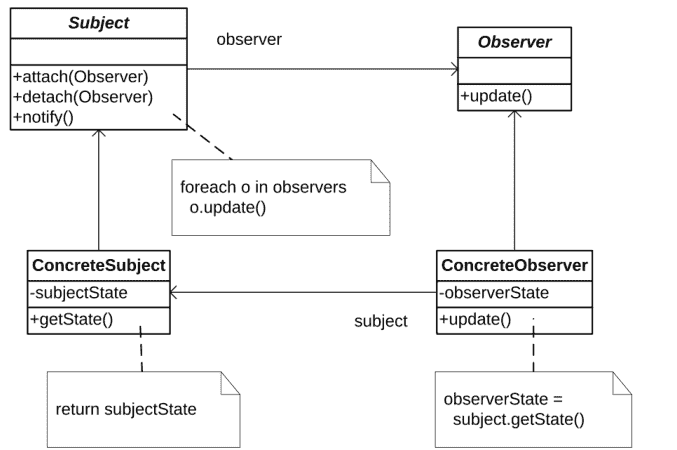 Subject
observer
Observer
+attach(Observer)
+detach(Observer)
+notify()
+update()
foreach o in observers
o.update()
ConcreteSubject
-subjectState
+getState()
ConcreteObserver
-observerState
+update()
subject
return subjectState
observerState =
subject.getState()